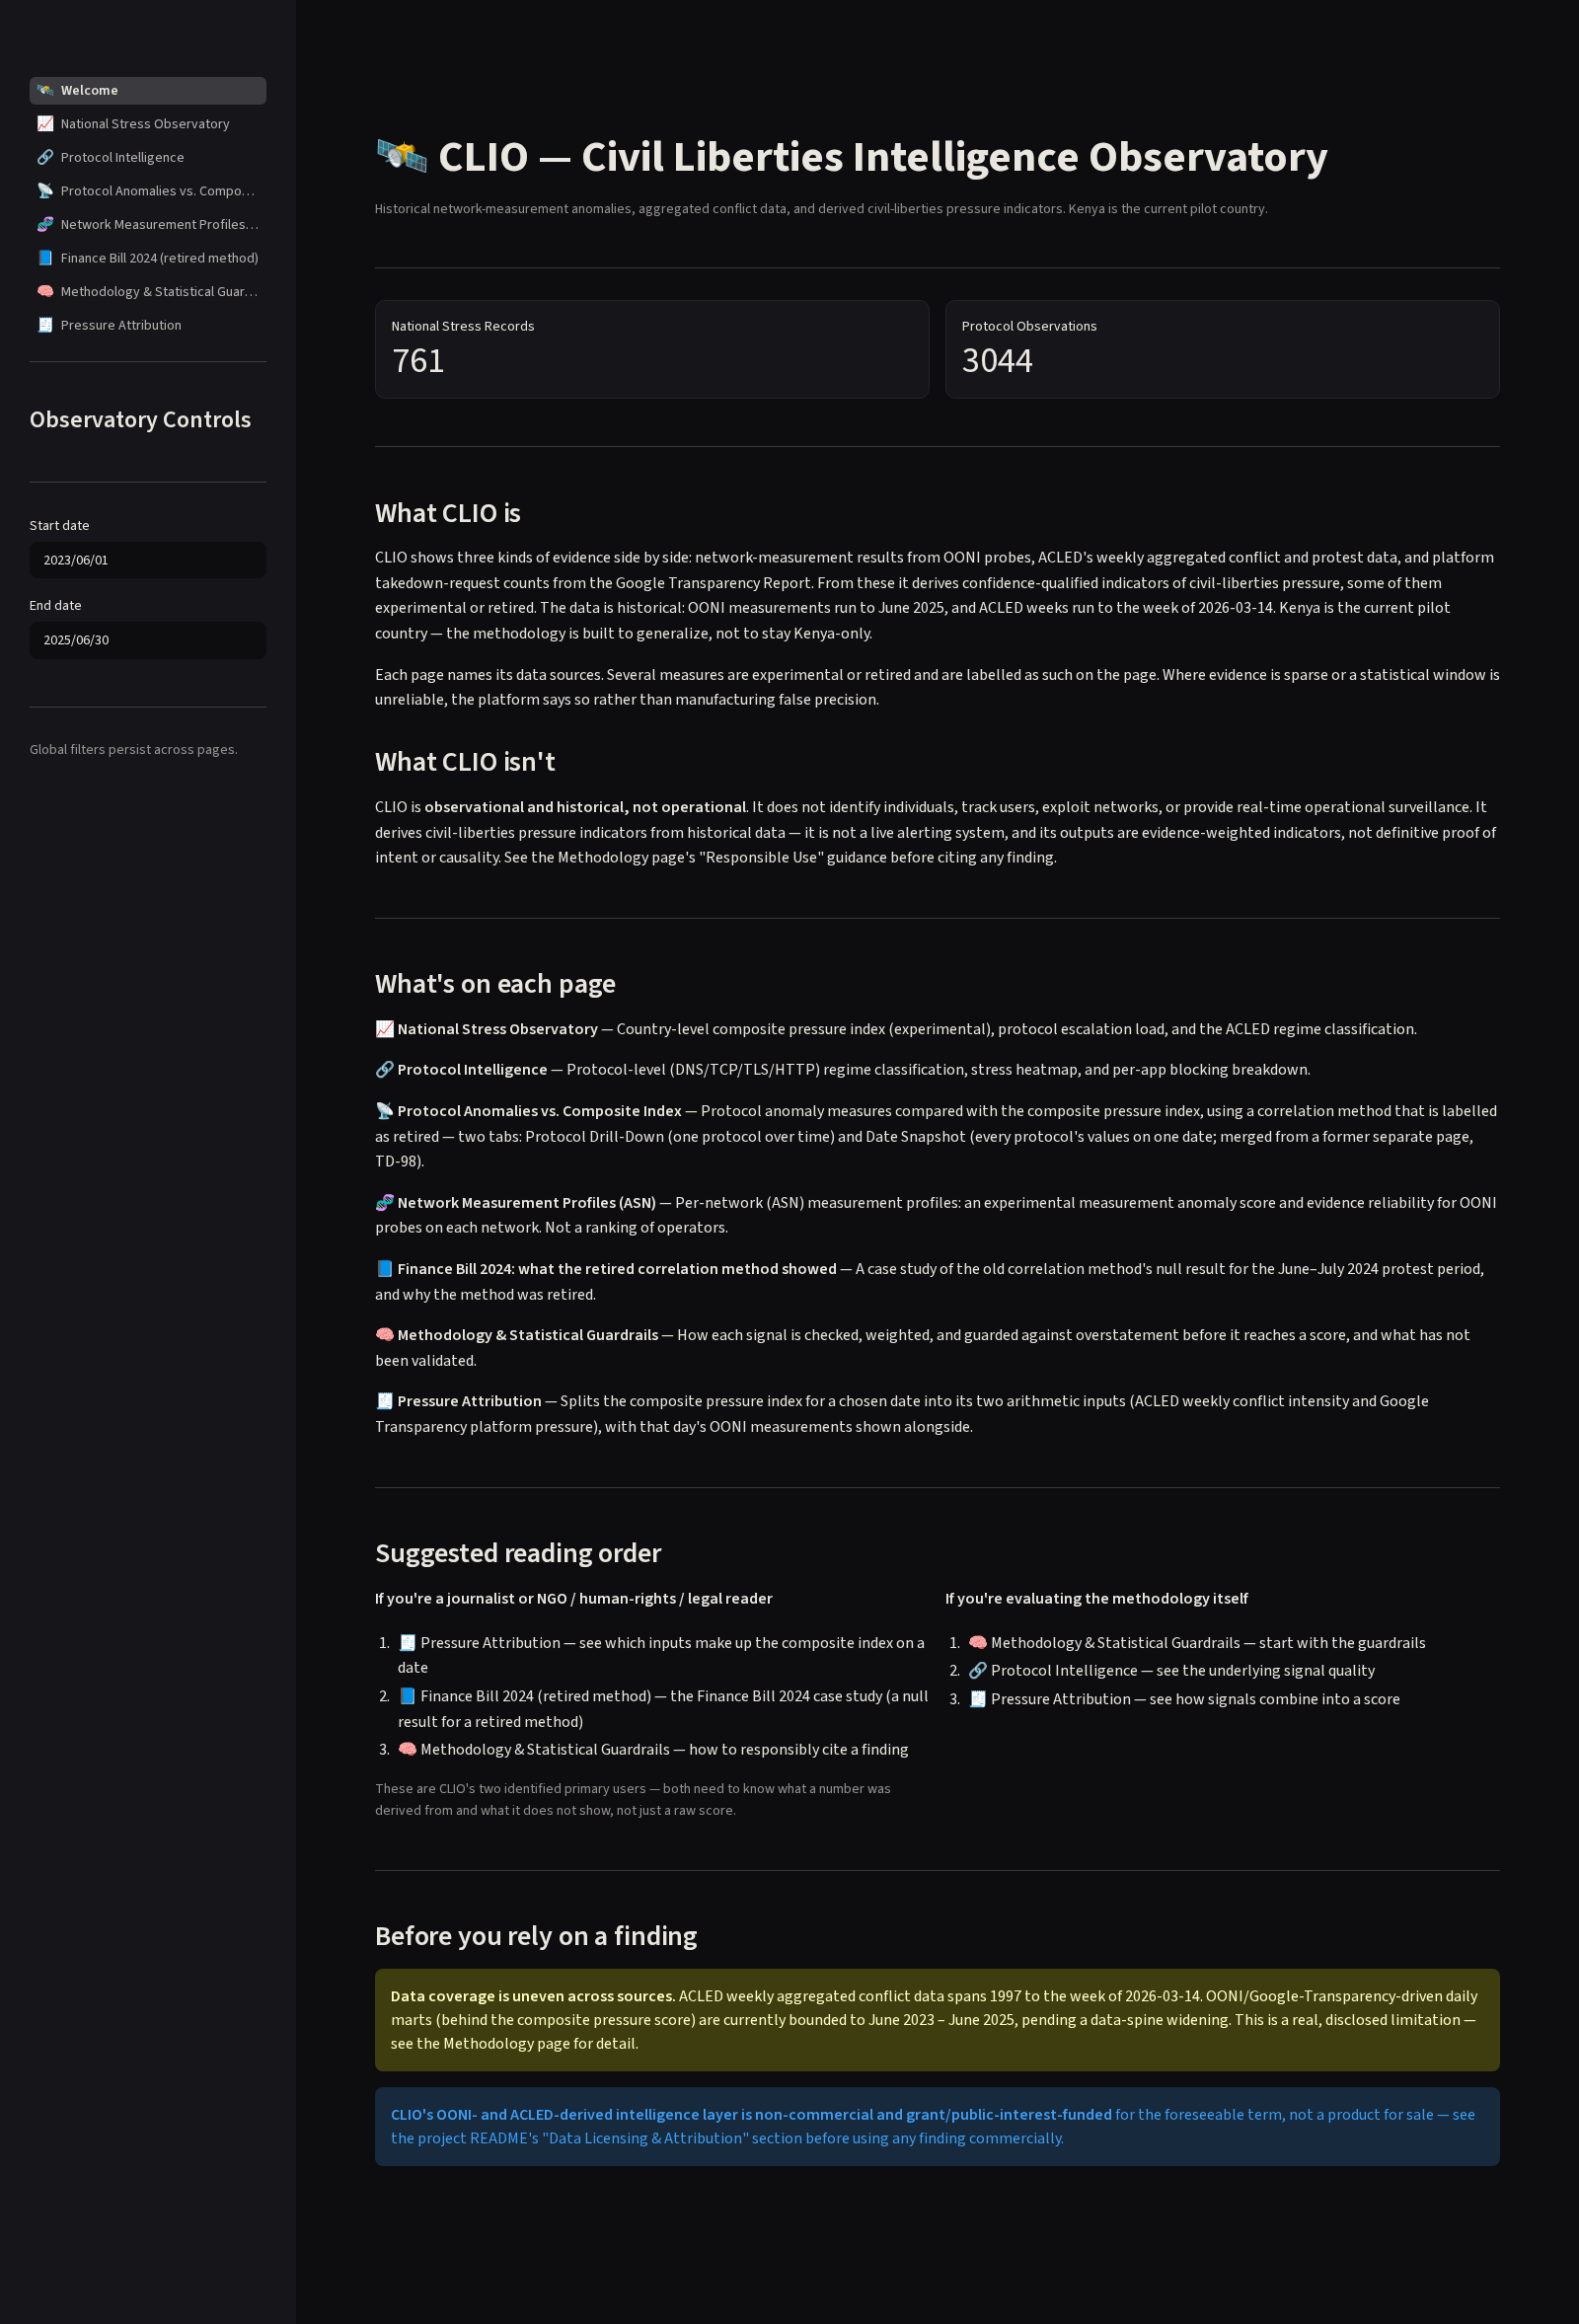 Welcome
National Stress Observatory
Protocol Intelligence
Protocol Anomalies vs. Compo…
Network Measurement Profiles…
Finance Bill 2024 (retired method)
Methodology & Statistical Guar…
Pressure Attribution
Observatory Controls
Start date
2023/06/01
End date
2025/06/30
Global filters persist across pages.
CLIO — Civil Liberties Intelligence Observatory
Historical network-measurement anomalies, aggregated conflict data, and derived civil-liberties pressure indicators. Kenya is the current pilot country.
National Stress Records
761
Protocol Observations
3044
What CLIO is
CLIO shows three kinds of evidence side by side: network-measurement results from OONI probes, ACLED's weekly aggregated conflict and protest data, and platform
takedown-request counts from the Google Transparency Report. From these it derives confidence-qualified indicators of civil-liberties pressure, some of them
experimental or retired. The data is historical: OONI measurements run to June 2025, and ACLED weeks run to the week of 2026-03-14. Kenya is the current pilot
country — the methodology is built to generalize, not to stay Kenya-only.
Each page names its data sources. Several measures are experimental or retired and are labelled as such on the page. Where evidence is sparse or a statistical window is
unreliable, the platform says so rather than manufacturing false precision.
What CLIO isn't
CLIO is observational and historical, not operational. It does not identify individuals, track users, exploit networks, or provide real-time operational surveillance. It
derives civil-liberties pressure indicators from historical data — it is not a live alerting system, and its outputs are evidence-weighted indicators, not definitive proof of
intent or causality. See the Methodology page's "Responsible Use" guidance before citing any finding.
What's on each page
National Stress Observatory — Country-level composite pressure index (experimental), protocol escalation load, and the ACLED regime classification.
Protocol Intelligence — Protocol-level (DNS/TCP/TLS/HTTP) regime classification, stress heatmap, and per-app blocking breakdown.
Protocol Anomalies vs. Composite Index — Protocol anomaly measures compared with the composite pressure index, using a correlation method that is labelled
as retired — two tabs: Protocol Drill-Down (one protocol over time) and Date Snapshot (every protocol's values on one date; merged from a former separate page,
TD-98).
Network Measurement Profiles (ASN) — Per-network (ASN) measurement profiles: an experimental measurement anomaly score and evidence reliability for OONI
probes on each network. Not a ranking of operators.
Finance Bill 2024: what the retired correlation method showed — A case study of the old correlation method's null result for the June–July 2024 protest period,
and why the method was retired.
Methodology & Statistical Guardrails — How each signal is checked, weighted, and guarded against overstatement before it reaches a score, and what has not
been validated.
Pressure Attribution — Splits the composite pressure index for a chosen date into its two arithmetic inputs (ACLED weekly conflict intensity and Google
Transparency platform pressure), with that day's OONI measurements shown alongside.
Suggested reading order
If you're a journalist or NGO / human-rights / legal reader
1. Pressure Attribution — see which inputs make up the composite index on a
date
2. Finance Bill 2024 (retired method) — the Finance Bill 2024 case study (a null
result for a retired method)
3. Methodology & Statistical Guardrails — how to responsibly cite a finding
These are CLIO's two identified primary users — both need to know what a number was
derived from and what it does not show, not just a raw score.
If you're evaluating the methodology itself
1. Methodology & Statistical Guardrails — start with the guardrails
2. Protocol Intelligence — see the underlying signal quality
3. Pressure Attribution — see how signals combine into a score
Before you rely on a finding
Data coverage is uneven across sources. ACLED weekly aggregated conflict data spans 1997 to the week of 2026-03-14. OONI/Google-Transparency-driven daily
marts (behind the composite pressure score) are currently bounded to June 2023 – June 2025, pending a data-spine widening. This is a real, disclosed limitation —
see the Methodology page for detail.
CLIO's OONI- and ACLED-derived intelligence layer is non-commercial and grant/public-interest-funded for the foreseeable term, not a product for sale — see
the project README's "Data Licensing & Attribution" section before using any finding commercially.